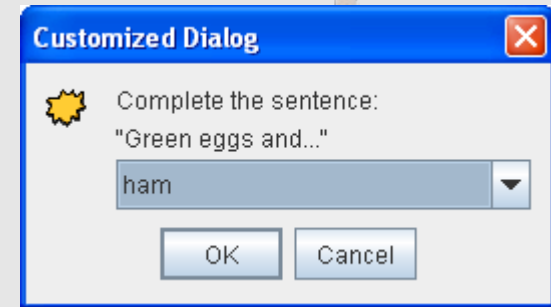 Customized Dialog
Complete the sentence:
"Green eggs and..."
ham
OK Cancel